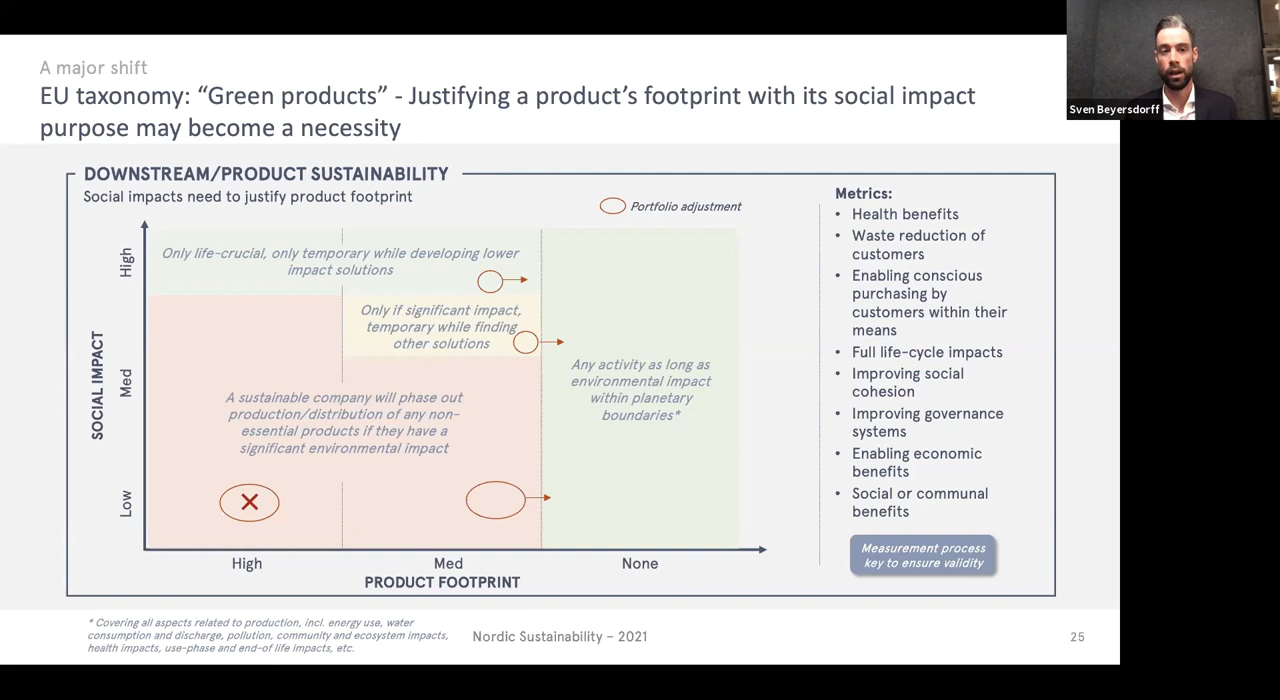 A major shift
EU taxonomy: “Green products” - Justifying a product’s footprint with its social impact
purpose may become a necessity
Sven Beyersdorff
DOWNSTREAM/PRODUCT SUSTAINABILITY
Social impacts need to justify product footprint
Portfolio adjustment
High
Med
Low
SOCIAL IMPACT
Only life-crucial, only temporary while developing lower
impact solutions
Only if significant impact,
temporary while finding
other solutions
Any activity as long as
environmental impact
within planetary
boundaries*
A sustainable company will phase out
production/distribution of any non-
essential products if they have a
significant environmental impact
High
Med
None
PRODUCT FOOTPRINT
Metrics:
• Health benefits
• Waste reduction of
customers
• Enabling conscious
purchasing by
customers within their
means
• Full life-cycle impacts
• Improving social
cohesion
• Improving governance
systems
• Enabling economic
benefits
• Social or communal
benefits
Measurement process
key to ensure validity
* Covering all aspects related to production, incl. energy use, water
consumption and discharge, pollution, community and ecosystem impacts,
health impacts, use-phase and end-of life impacts, etc.
Nordic Sustainability – 2021
25